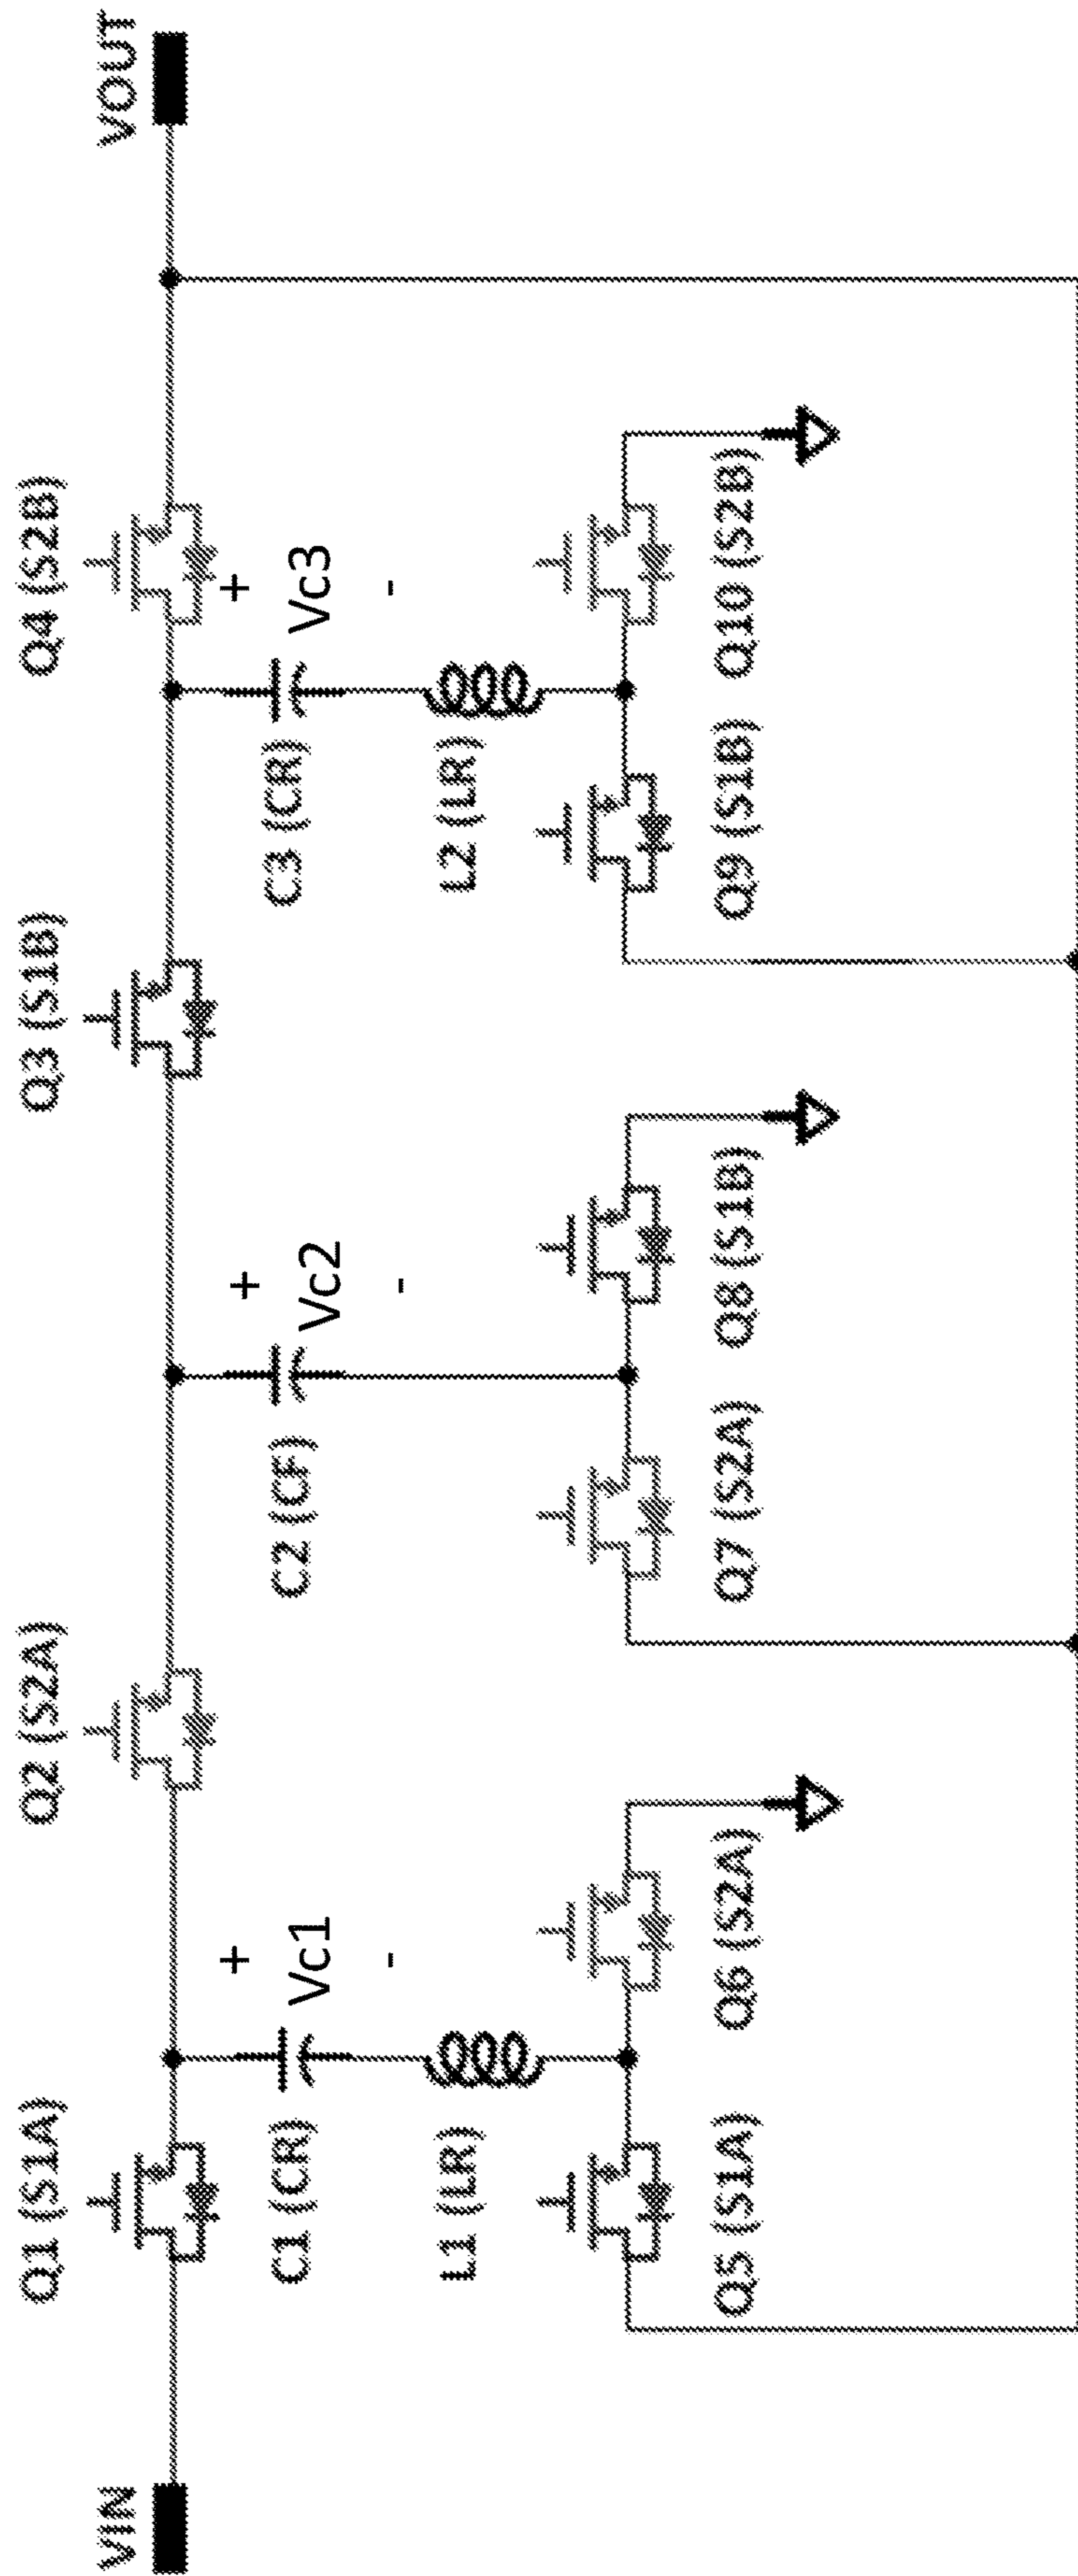 Q1 (S1A)
Q2 (S2A)
Q3 (S1B)
Q4 (S2B)
VIN
VOUT
+
Vc1
-
+
Vc2
-
+
Vc3
-
C1 (CR)
C2 (CF)
C3 (CR)
L1 (LR)
L2 (LR)
Q5 (S1A)
Q6 (S2A)
Q7 (S2A)
Q8 (S1B)
Q9 (S1B)
Q10 (S2B)